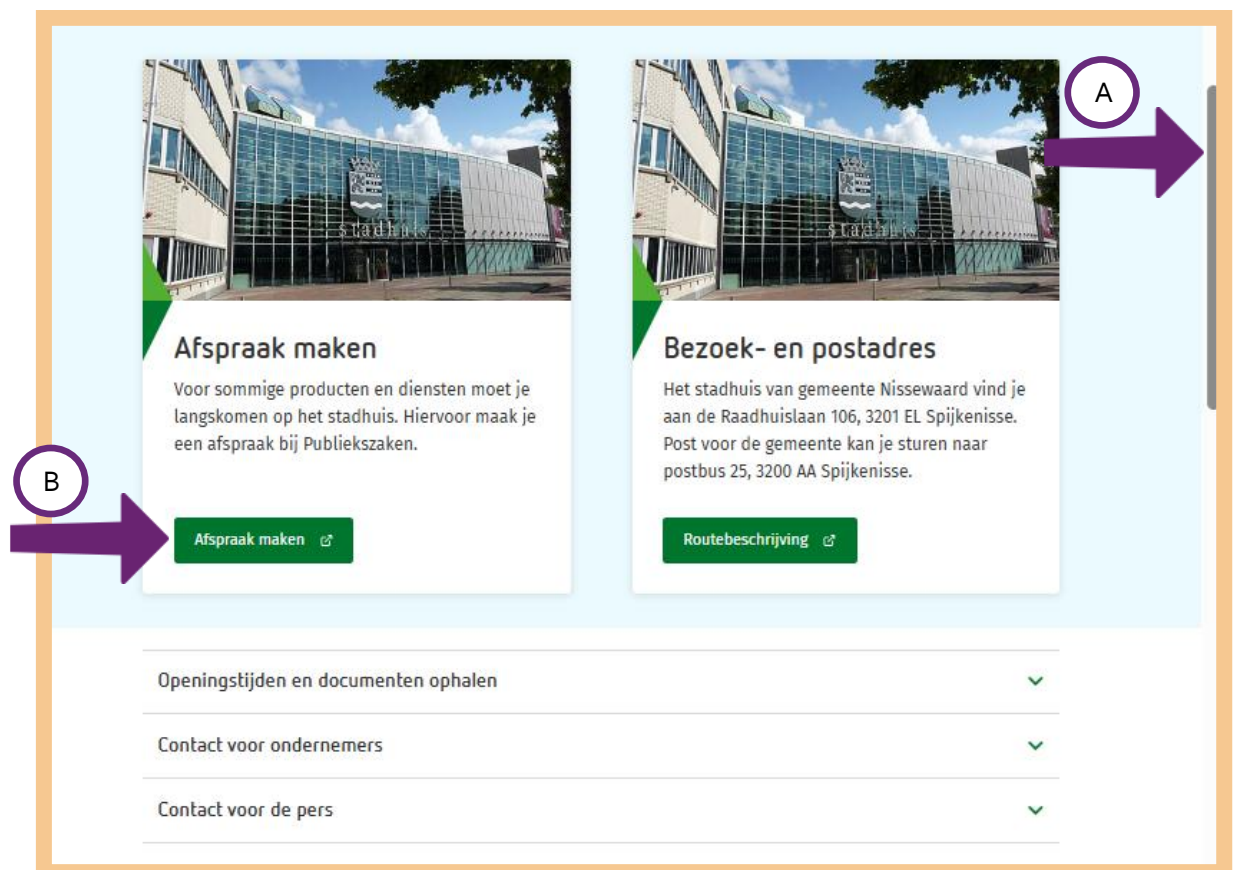 A
stadhuis
stadhuis
Afspraak maken
Voor sommige producten en diensten moet je
langskomen op het stadhuis. Hiervoor maak je
een afspraak bij Publiekszaken.
B
Afspraak maken
Bezoek- en postadres
Het stadhuis van gemeente Nissewaard vind je
aan de Raadhuislaan 106, 3201 EL Spijkenisse.
Post voor de gemeente kan je sturen naar
postbus 25, 3200 AA Spijkenisse.
Routebeschrijving
Openingstijden en documenten ophalen
Contact voor ondernemers
Contact voor de pers